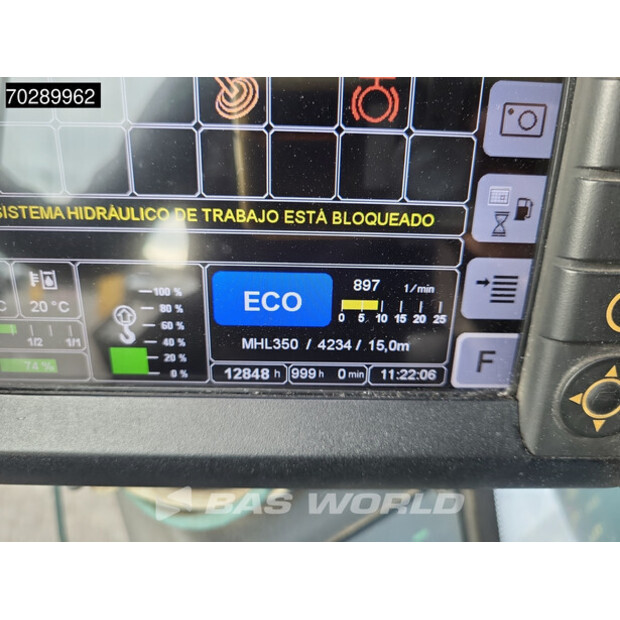 70289962
SISTEMA HIDRÁULICO DE TRABAJO ESTÁ BLOQUEADO
C
20 °C
1/2 1/1
74 %
100 %
80 %
60 %
40 %
20 %
0 %
ECO
897 1/min
0 5 10 15 20 25
MHL350 / 4234 / 15,0m
12848 h 999 h 0 min 11:22:06
F
BAS WORLD